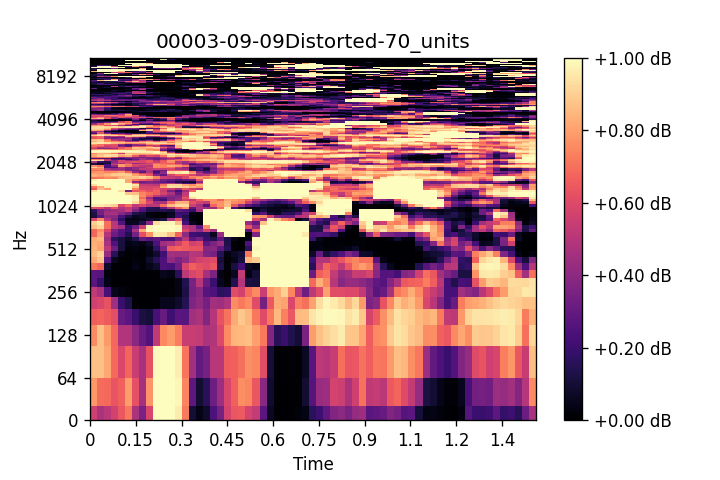 00003-09-09Distorted-70_units
8192
4096
2048
1024
512
256
128
64
0
Hz
0 0.15 0.3 0.45 0.6 0.75 0.9 1.1 1.2 1.4
Time
+1.00 dB
+0.80 dB
+0.60 dB
+0.40 dB
+0.20 dB
+0.00 dB